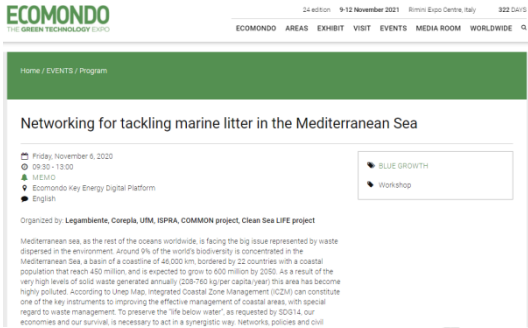 ECOMONDO
THE GREEN TECHNOLOGY EXPO
24 edition 9-12 November 2021 Rimini Expo Centre, Italy 322 DAYS
ECOMONDO AREAS EXHIBIT VISIT EVENTS MEDIA ROOM WORLDWIDE
Home / EVENTS / Program
Networking for tackling marine litter in the Mediterranean Sea
Friday, November 6, 2020
09:30 - 13:00
MEMO
Ecomondo Key Energy Digital Platform
English
BLUE GROWTH
Workshop
Organized by: Legambiente, Corepla, UfM, ISPRA, COMMON project, Clean Sea LIFE project
Mediterranean sea, as the rest of the oceans worldwide, is facing the big issue represented by waste
dispersed in the environment. Around 9% of the world's biodiversity is concentrated in the
Mediterranean Sea, a basin of a coastline of 46,000 km, bordered by 22 countries with a coastal
population that reach 450 million, and is expected to grow to 600 million by 2050. As a result of the
very high levels of solid waste generated annually (208-760 kg/per capita/year) this area has become
highly polluted. According to Unep Map, Integrated Coastal Zone Management (ICZM) can constitute
one of the key instruments to improving the effective management of coastal areas, with special
regard to waste management. To preserve the "life below water", as requested by SDG14, our
economies and our survival, is necessary to act in a synergistic way. Networks, policies and civil